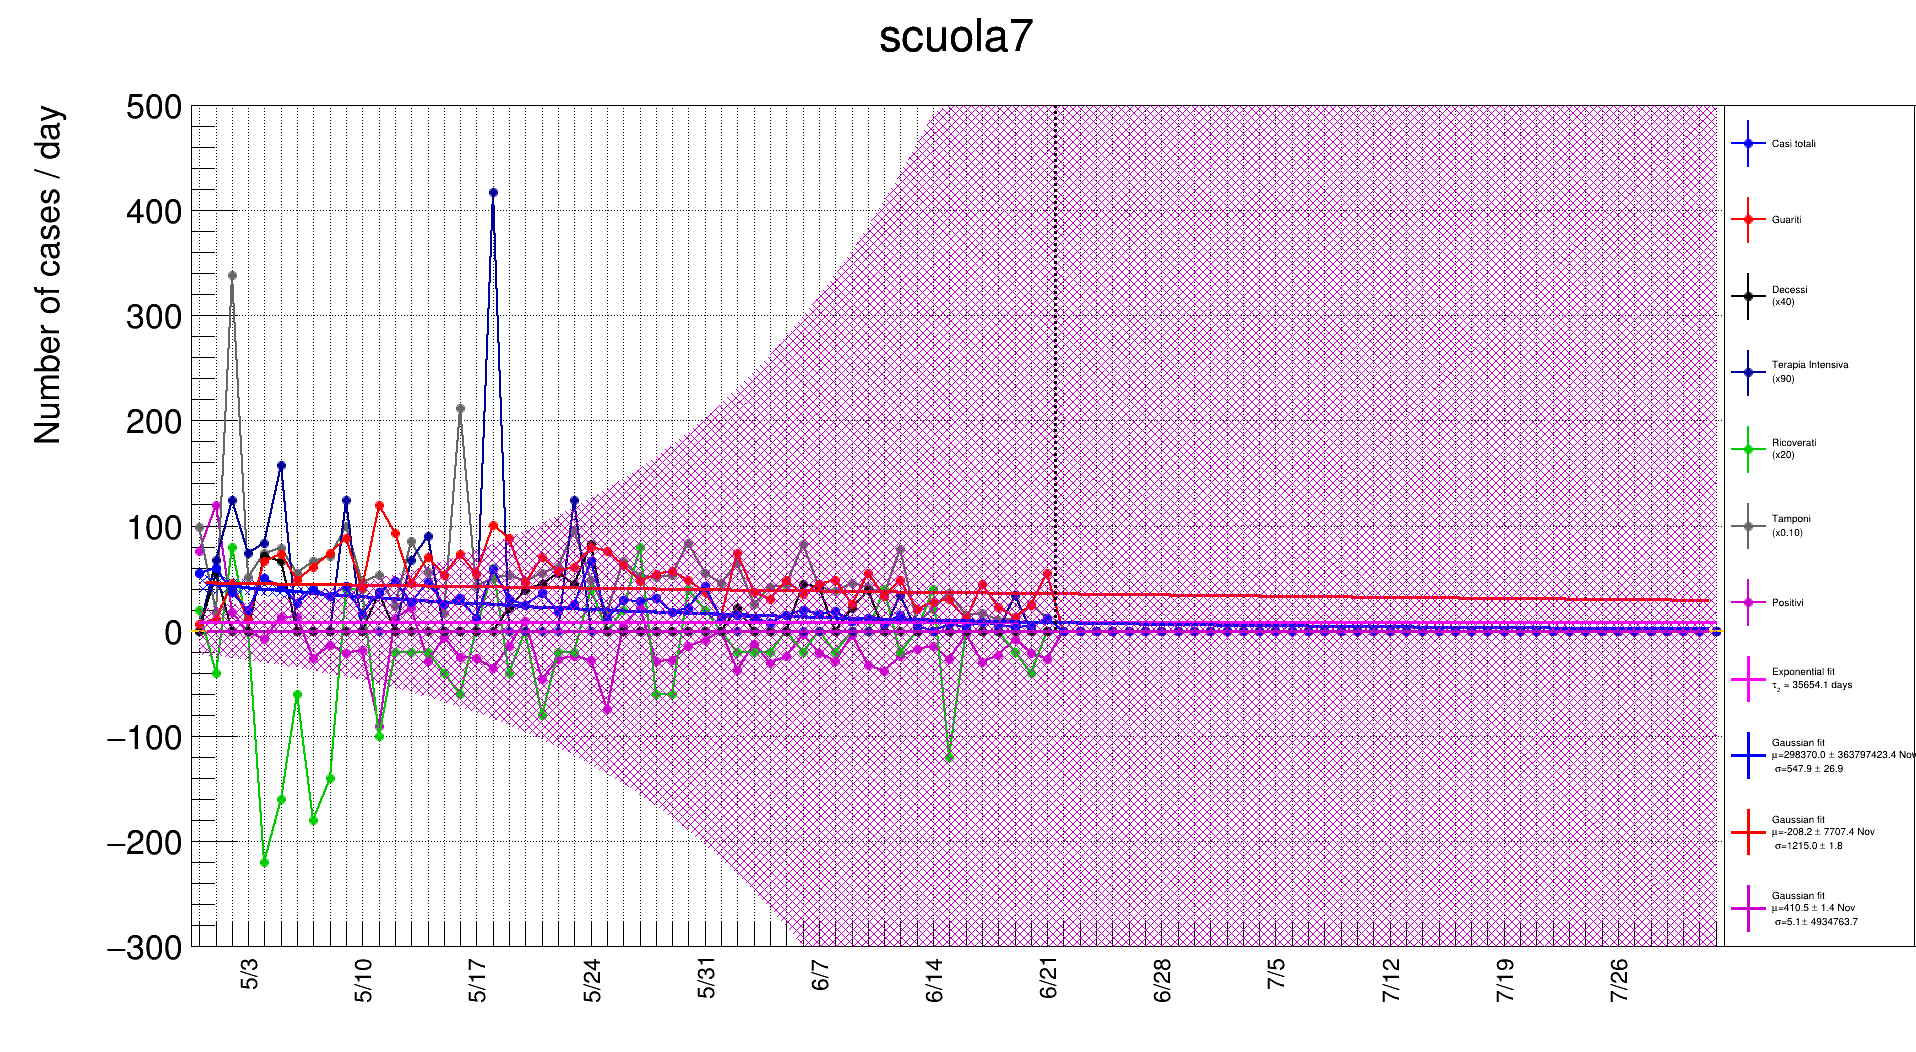 scuola7
Number of cases / day
500
400
300
200
100
0
−100
−200
−300
5/3
5/10
5/17
5/24
5/31
6/7
6/14
6/21
6/28
7/5
7/12
7/19
7/26
Casi totali
Guariti
Decessi
(x40)
Terapia Intensiva
(x90)
Ricoverati
(x20)
Tamponi
(x0.10)
Positivi
Exponential fit
τ₂ = 35654.1 days
Gaussian fit
μ=298370.0 ± 363797423.4 Nov
σ=547.9 ± 26.9
Gaussian fit
μ=-208.2 ± 7707.4 Nov
σ=1215.0 ± 1.8
Gaussian fit
μ=410.5 ± 1.4 Nov
σ=5.1± 4934763.7